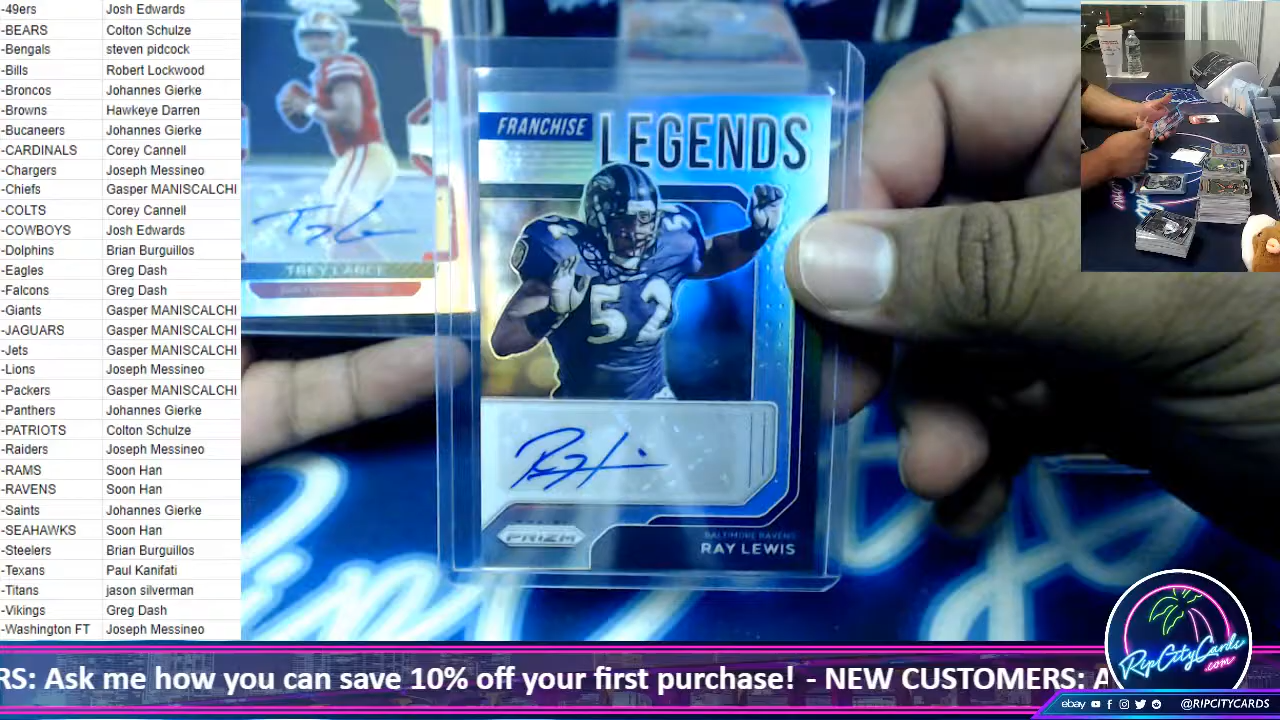 -49ers Josh Edwards
-BEARS Colton Schulze
-Bengals steven pidcock
-Bills Robert Lockwood
-Broncos Johannes Gierke
-Browns Hawkeye Darren
-Bucaneers Johannes Gierke
-CARDINALS Corey Cannell
-Chargers Joseph Messineo
-Chiefs Gasper MANISCALCHI
-COLTS Corey Cannell
-COWBOYS Josh Edwards
-Dolphins Brian Burguillos
-Eagles Greg Dash
-Falcons Greg Dash
-Giants Gasper MANISCALCHI
-JAGUARS Gasper MANISCALCHI
-Jets Gasper MANISCALCHI
-Lions Joseph Messineo
-Packers Gasper MANISCALCHI
-Panthers Johannes Gierke
-PATRIOTS Colton Schulze
-Raiders Joseph Messineo
-RAMS Soon Han
-RAVENS Soon Han
-Saints Johannes Gierke
-SEAHAWKS Soon Han
-Steelers Brian Burguillos
-Texans Paul Kanifati
-Titans jason silverman
-Vikings Greg Dash
-Washington FT Joseph Messineo
TREY LANCE
FRANCHISE LEGENDS
52
PRIZM
BALTIMORE RAVENS
RAY LEWIS
RipCityCards
.com
RS: Ask me how you can save 10% off your first purchase! - NEW CUSTOMERS: A
ebay @RIPCITYCARDS